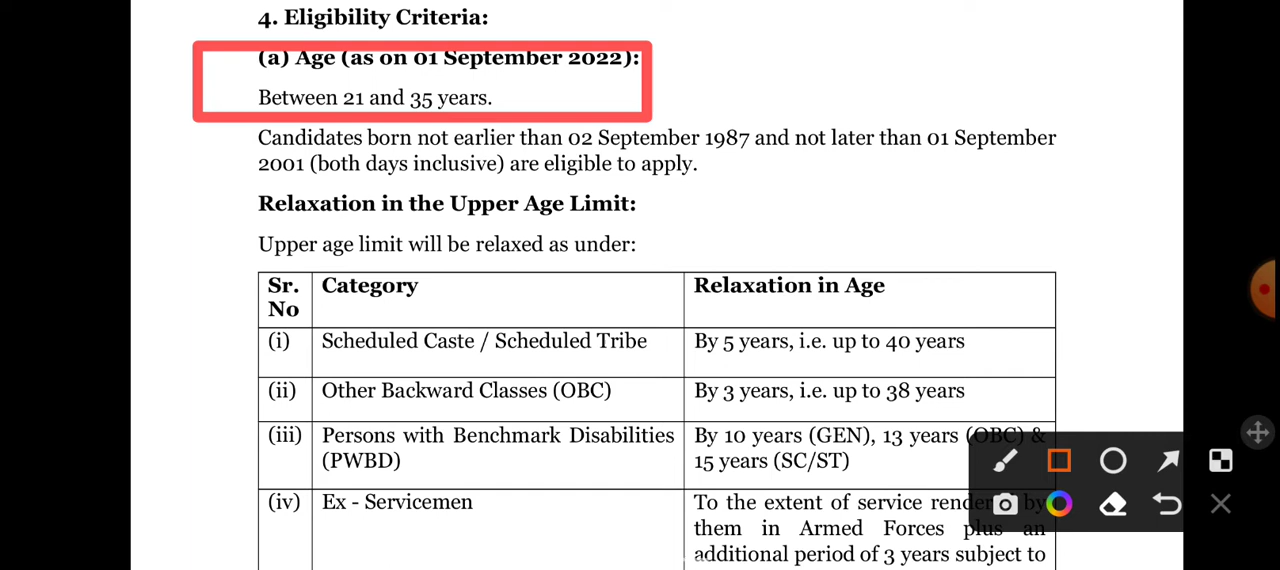 4. Eligibility Criteria:
(a) Age (as on 01 September 2022):
Between 21 and 35 years.
Candidates born not earlier than 02 September 1987 and not later than 01 September
2001 (both days inclusive) are eligible to apply.
Relaxation in the Upper Age Limit:
Upper age limit will be relaxed as under:
Sr. No Category Relaxation in Age
(i) Scheduled Caste / Scheduled Tribe By 5 years, i.e. up to 40 years
(ii) Other Backward Classes (OBC) By 3 years, i.e. up to 38 years
(iii) Persons with Benchmark Disabilities By 10 years (GEN), 13 years (OBC) &
(PWBD) 15 years (SC/ST)
(iv) Ex - Servicemen To the extent of service rendered by
them in Armed Forces plus an
additional period of 3 years subject to